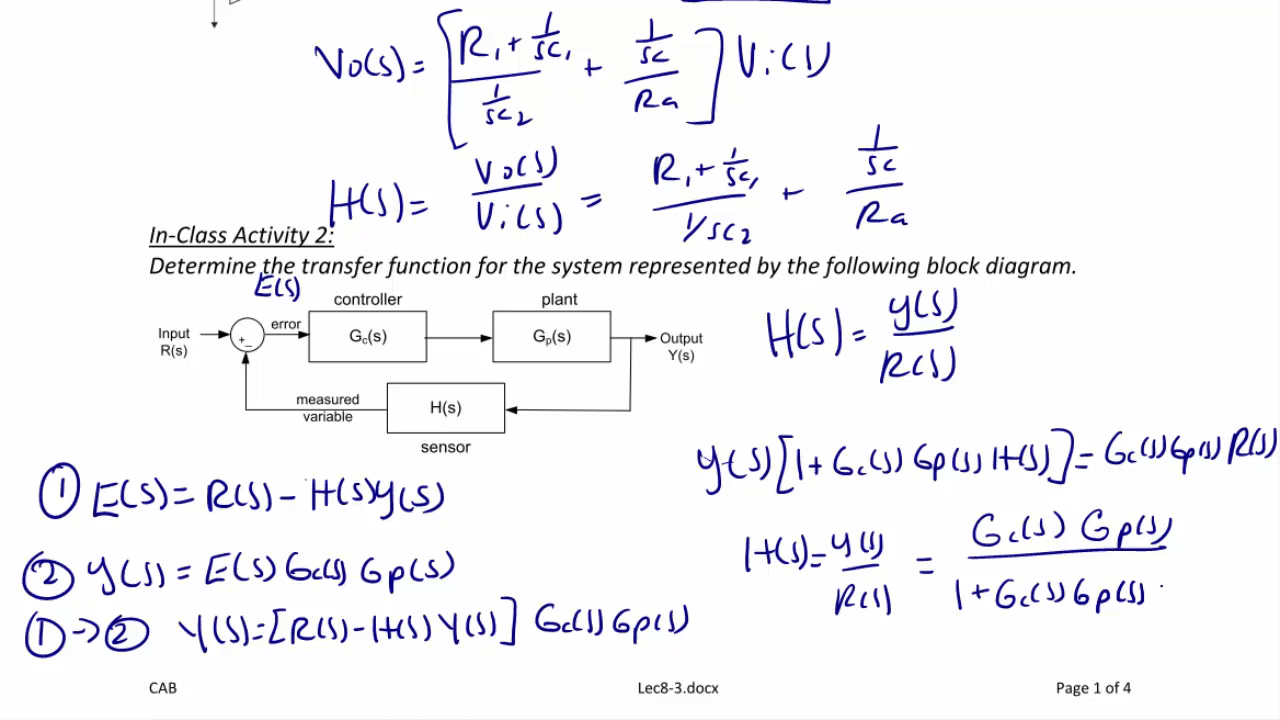 Vo(s) = [ (R₁ + 1/sc₁) / (1/sc₂) + (1/sc) / Ra ] Vi(s)
H(s) = Vo(s) / Vi(s) = (R₁ + 1/sc₁) / (1/sc₂) + (1/sc) / Ra
In-Class Activity 2:
Determine the transfer function for the system represented by the following block diagram.
E(s)
controller
plant
Input
R(s)
+
−
error
Gc(s)
Gp(s)
Output
Y(s)
H(s) = Y(s) / R(s)
measured
variable
H(s)
sensor
① E(s) = R(s) − H(s)Y(s)
② Y(s) = E(s) Gc(s) Gp(s)
① → ② Y(s) = [R(s) − H(s) Y(s)] Gc(s) Gp(s)
Y(s) [1 + Gc(s) Gp(s) H(s)] = Gc(s) Gp(s) R(s)
H(s) = Y(s) / R(s) = Gc(s) Gp(s) / 1 + Gc(s) Gp(s)
CAB
Lec8-3.docx
Page 1 of 4